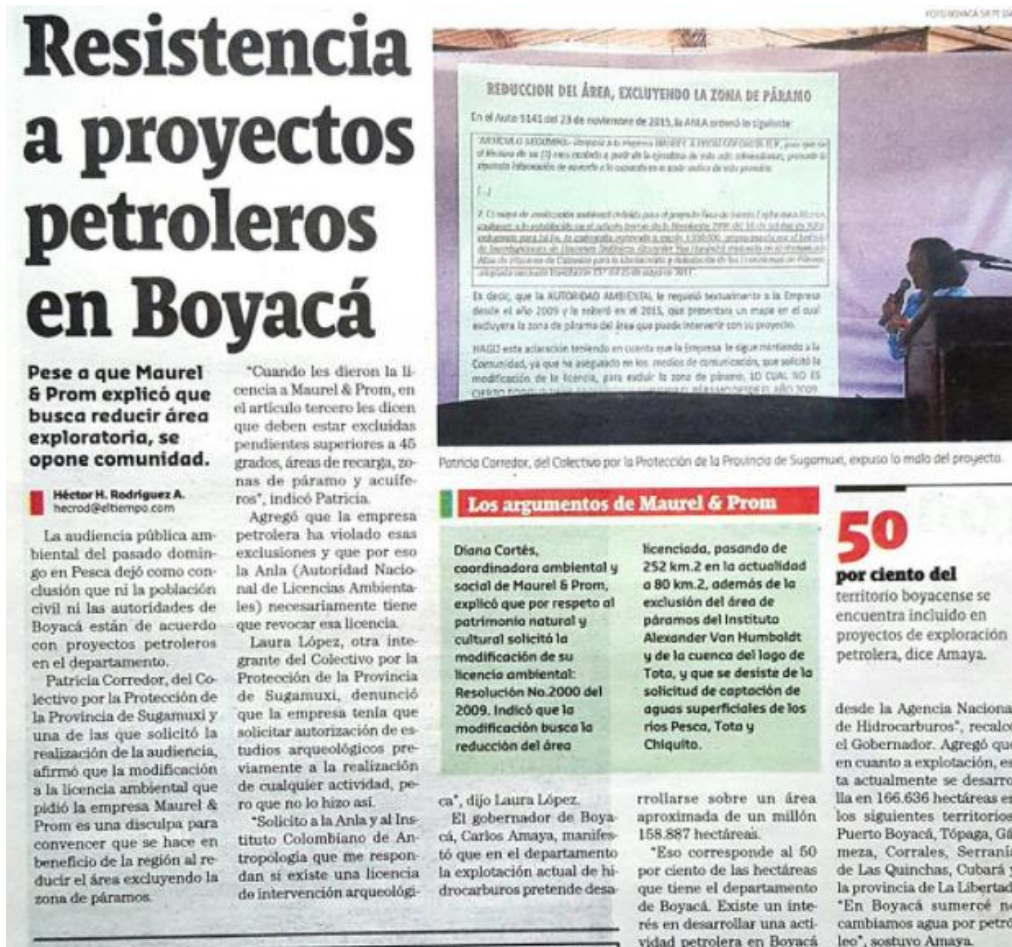 Resistencia
a proyectos
petroleros
en Boyacá
Pese a que Maurel
& Prom explicó que
busca reducir área
exploratoria, se
opone comunidad.
Héctor H. Rodríguez A.
hecrod@eltiempo.com
La audiencia pública am-
biental del pasado domin-
go en Pesca dejó como con-
clusión que ni la población
civil ni las autoridades de
Boyacá están de acuerdo
con proyectos petroleros
en el departamento.
Patricia Corredor, del Co-
lectivo por la Protección de
la Provincia de Sugamuxi y
una de las que solicitó la
realización de la audiencia,
afirmó que la modificación
a la licencia ambiental que
pidió la empresa Maurel &
Prom es una disculpa para
convencer que se hace en
beneficio de la región al re-
ducir el área excluyendo la
zona de páramos.
"Cuando les dieron la li-
cencia a Maurel & Prom, en
el artículo tercero les dicen
que deben estar excluidas
pendientes superiores a 45
grados, áreas de recarga, zo-
nas de páramo y acuífe-
ros", indicó Patricia.
Agregó que la empresa
petrolera ha violado esas
exclusiones y que por eso
la Anla (Autoridad Nacio-
nal de Licencias Ambienta-
les) necesariamente tiene
que revocar esa licencia.
Laura López, otra inte-
grante del Colectivo por la
Protección de la Provincia
de Sugamuxi, denunció
que la empresa tenía que
solicitar autorización de es-
tudios arqueológicos pre-
viamente a la realización
de cualquier actividad, pe-
ro que no lo hizo así.
"Solicito a la Anla y al Ins-
tituto Colombiano de An-
tropología que me respon-
dan si existe una licencia
de intervención arqueológi-
FOTO BOYACÁ
REDUCCION DEL ÁREA, EXCLUYENDO LA ZONA DE PÁRAMO
En el Auto 5141 del 23 de noviembre de 2015, la ANLA ordenó lo siguiente:
[...]
Es decir, que la AUTORIDAD AMBIENTAL le requirió textualmente a la Empresa
desde el año 2009 y lo reiteró en el 2015, que presentara un mapa en el cual
excluyera la zona de páramo del área que puede intervenir con su proyecto.
HAGO esta aclaración teniendo en cuenta que la Empresa le sigue mintiendo a la
Comunidad, ya que ha asegurado en los medios de comunicación, que solicitó la
modificación de la licencia, para excluir la zona de páramo, LO CUAL NO ES
Patricia Corredor, del Colectivo por la Protección de la Provincia de Sugamuxi, expuso lo malo del proyecto.
Los argumentos de Maurel & Prom
Diana Cortés,
coordinadora ambiental y
social de Maurel & Prom,
explicó que por respeto al
patrimonio natural y
cultural solicitó la
modificación de su
licencia ambiental:
Resolución No.2000 del
2009. Indicó que la
modificación busca la
reducción del área
licenciada, pasando de
252 km.2 en la actualidad
a 80 km.2, además de la
exclusión del área de
páramos del Instituto
Alexander Von Humboldt
y de la cuenca del lago de
Tota, y que se desiste de la
solicitud de captación de
aguas superficiales de los
ríos Pesca, Tota y
Chiquito.
50
por ciento del
territorio boyacense se
encuentra incluido en
proyectos de exploración
petrolera, dice Amaya.
ca", dijo Laura López.
El gobernador de Boya-
cá, Carlos Amaya, manifes-
tó que en el departamento
la explotación actual de hi-
drocarburos pretende desa-
rrollarse sobre un área
aproximada de un millón
158.887 hectáreas.
"Eso corresponde al 50
por ciento de las hectáreas
que tiene el departamento
de Boyacá. Existe un inte-
rés en desarrollar una acti-
vidad petrolera en Boyacá
desde la Agencia Naciona
de Hidrocarburos", recalcó
el Gobernador. Agregó que
en cuanto a explotación, es
ta actualmente se desarro
lla en 166.636 hectáreas en
los siguientes territorios
Puerto Boyacá, Tópaga, Gá
meza, Corrales, Serranía
de Las Quinchas, Cubará y
la provincia de La Libertad
"En Boyacá sumercé no
cambiamos agua por petró
leo", sostuvo Amaya.